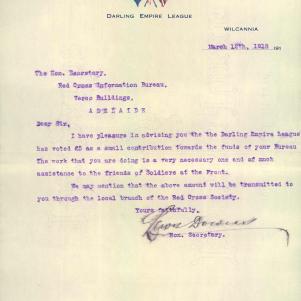 DARLING EMPIRE LEAGUE
WILCANNIA
March 18th, 1918 191
The Hon. Secretary.
Red Cross Information Bureau,
Verco Buildings,
ADELAIDE
Dear Sir,
I have pleasure in advising you the the Darling Empire League
has voted £5 as a small contribution towards the funds of your Bureau
The work that you are doing is a very necessary one and of much
assistance to the friends of Soldiers at the Front.
We may mention that the above amount will be transmitted to
you through the local branch of the Red Cross Society.
Yours faithfully.
Hon. Secretary.